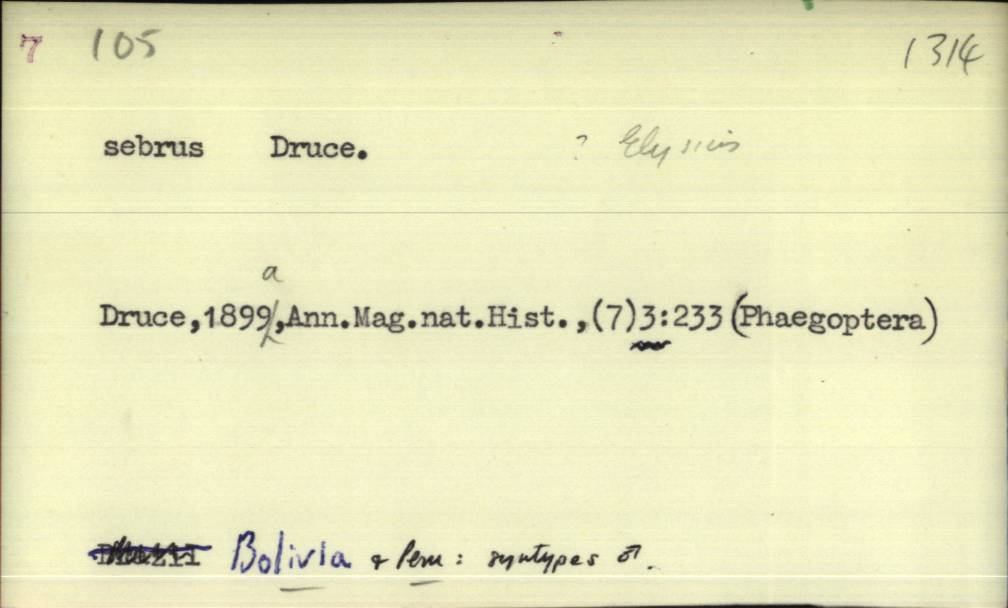 7 105 1314
sebrus Druce. ? Elysius
a
Druce,1899,Ann.Mag.nat.Hist.,(7)3:233 (Phaegoptera)
Bolivia & Peru : syntypes ♂.